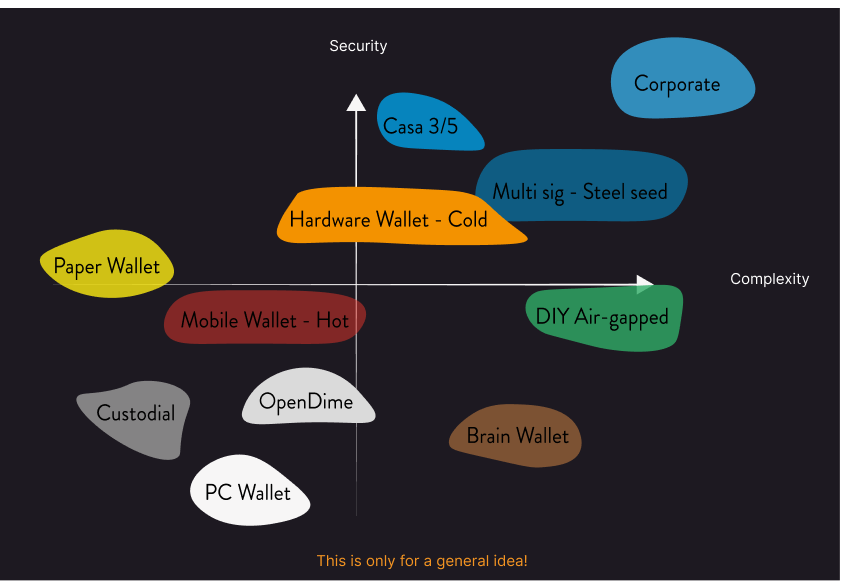 Security
Corporate
Casa 3/5
Multi sig - Steel seed
Hardware Wallet - Cold
Paper Wallet
Complexity
Mobile Wallet - Hot
DIY Air-gapped
OpenDime
Custodial
Brain Wallet
PC Wallet
This is only for a general idea!